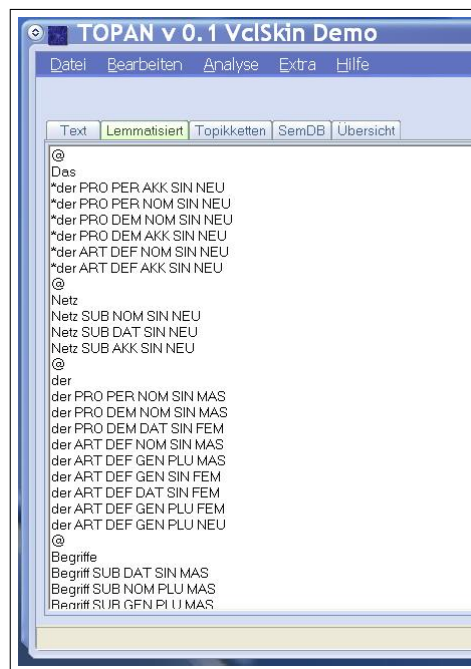 TOPAN v 0.1 VclSkin Demo
Datei Bearbeiten Analyse Extra Hilfe
Text Lemmatisiert Topikketten SemDB Übersicht
@
Das
*der PRO PER AKK SIN NEU
*der PRO PER NOM SIN NEU
*der PRO DEM NOM SIN NEU
*der PRO DEM AKK SIN NEU
*der ART DEF NOM SIN NEU
*der ART DEF AKK SIN NEU
@
Netz
Netz SUB NOM SIN NEU
Netz SUB DAT SIN NEU
Netz SUB AKK SIN NEU
@
der
der PRO PER NOM SIN MAS
der PRO DEM NOM SIN MAS
der PRO DEM DAT SIN FEM
der ART DEF NOM SIN MAS
der ART DEF GEN PLU MAS
der ART DEF GEN SIN FEM
der ART DEF DAT SIN FEM
der ART DEF GEN PLU FEM
der ART DEF GEN PLU NEU
@
Begriffe
Begriff SUB DAT SIN MAS
Begriff SUB NOM PLU MAS
Begriff SUB GEN PLU MAS